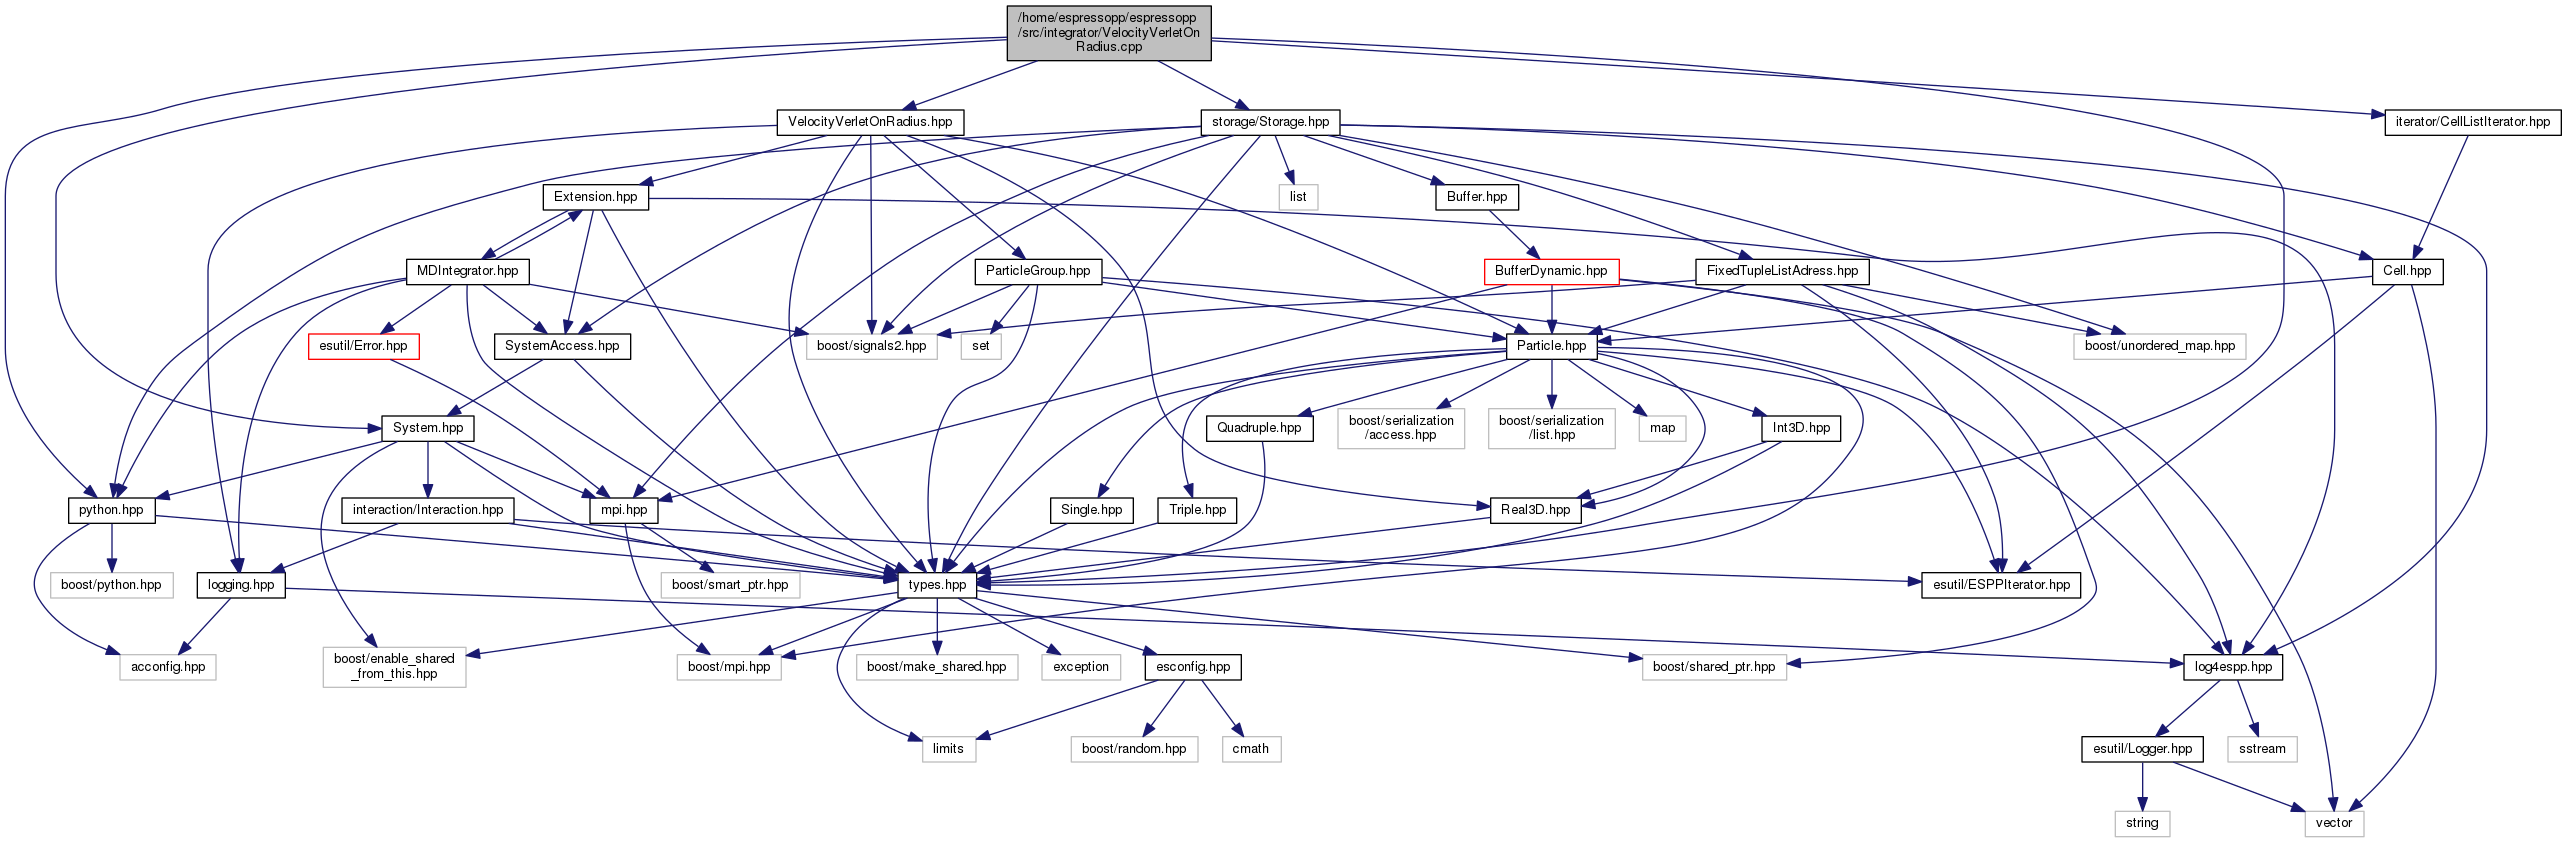 /home/espressopp/espressopp
/src/integrator/VelocityVerletOn
Radius.cpp
VelocityVerletOnRadius.hpp
storage/Storage.hpp
iterator/CellListIterator.hpp
Extension.hpp
list
Buffer.hpp
MDIntegrator.hpp
ParticleGroup.hpp
BufferDynamic.hpp
FixedTupleListAdress.hpp
Cell.hpp
esutil/Error.hpp
SystemAccess.hpp
boost/signals2.hpp
set
Particle.hpp
boost/unordered_map.hpp
System.hpp
Quadruple.hpp
boost/serialization
/access.hpp
boost/serialization
/list.hpp
map
Int3D.hpp
python.hpp
interaction/Interaction.hpp
mpi.hpp
Single.hpp
Triple.hpp
Real3D.hpp
boost/python.hpp
logging.hpp
boost/smart_ptr.hpp
types.hpp
esutil/ESPPIterator.hpp
acconfig.hpp
boost/enable_shared
_from_this.hpp
boost/mpi.hpp
boost/make_shared.hpp
exception
esconfig.hpp
boost/shared_ptr.hpp
log4espp.hpp
limits
boost/random.hpp
cmath
esutil/Logger.hpp
sstream
string
vector